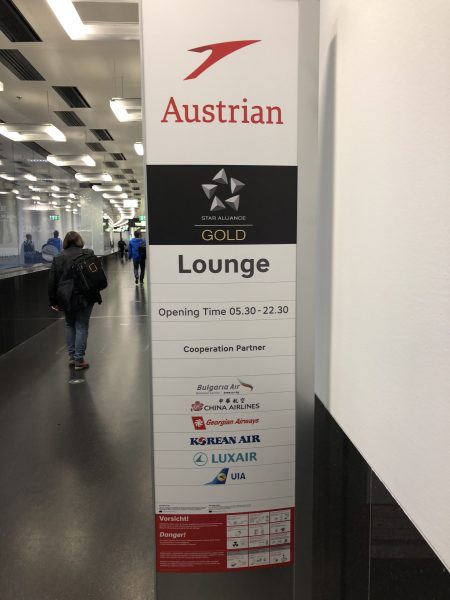 Austrian
STAR ALLIANCE
GOLD
Lounge
Opening Time 05.30 - 22.30
Cooperation Partner
Bulgaria Air
中華航空
CHINA AIRLINES
Georgian Airways
KOREAN AIR
LUXAIR
UIA
Vorsicht!
Danger!